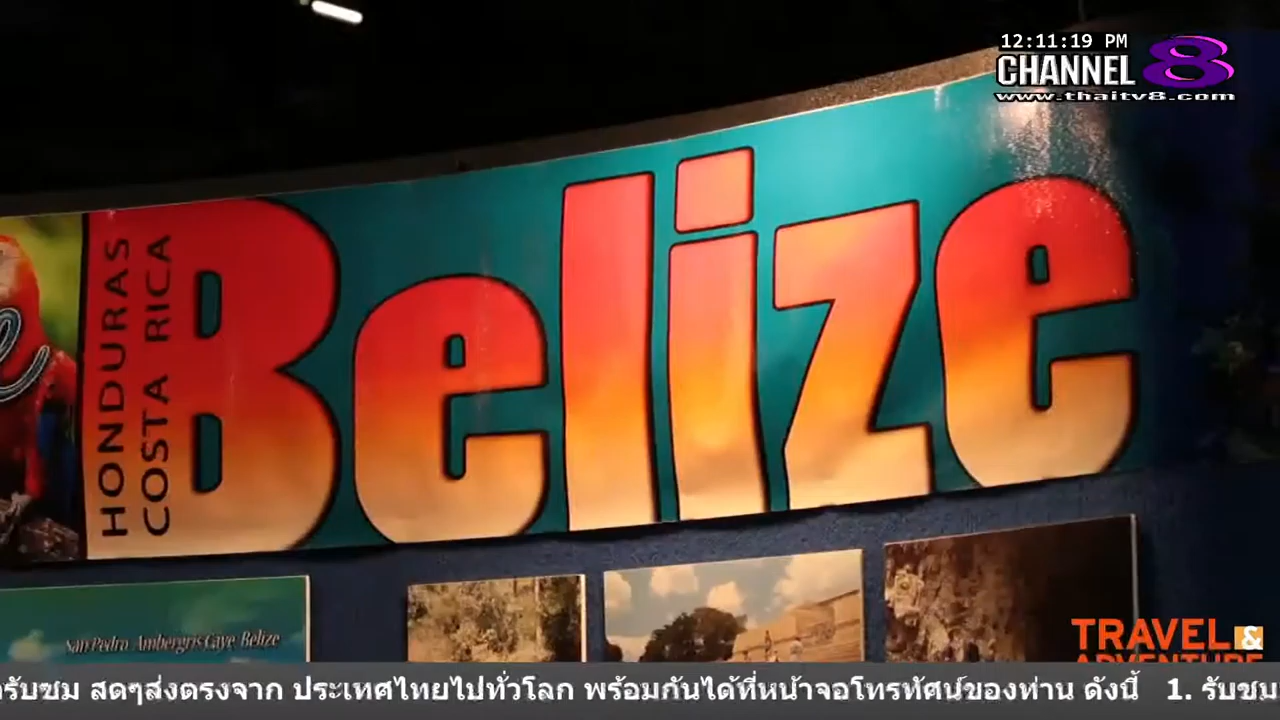 12:11:19 PM
CHANNEL 8
www.thaitv8.com
HONDURAS
COSTA RICA
Belize
San Pedro Ambergris Caye Belize
TRAVEL &
ADVENTURE
รับชม สดๆส่งตรงจาก ประเทศไทยไปทั่วโลก พร้อมกันได้ที่หน้าจอโทรทัศน์ของท่าน ดังนี้ 1. รับชม